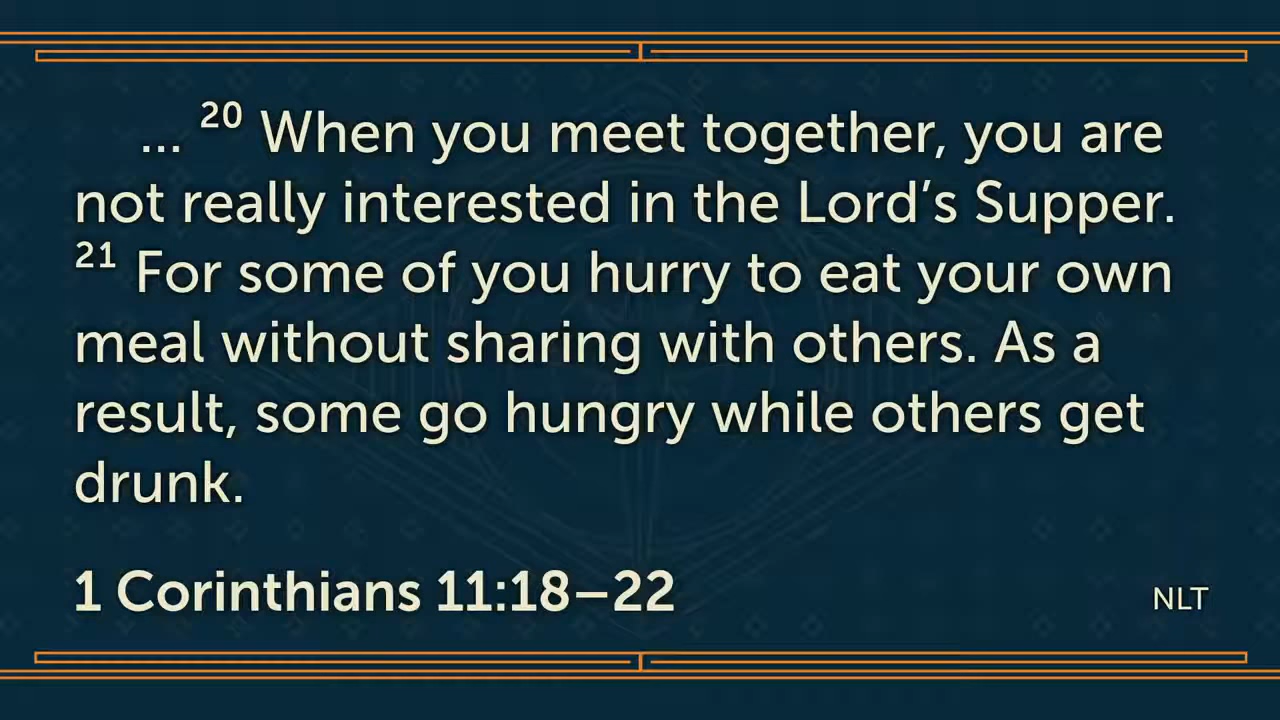 ... ²⁰ When you meet together, you are
not really interested in the Lord’s Supper.
²¹ For some of you hurry to eat your own
meal without sharing with others. As a
result, some go hungry while others get
drunk.
1 Corinthians 11:18–22
NLT